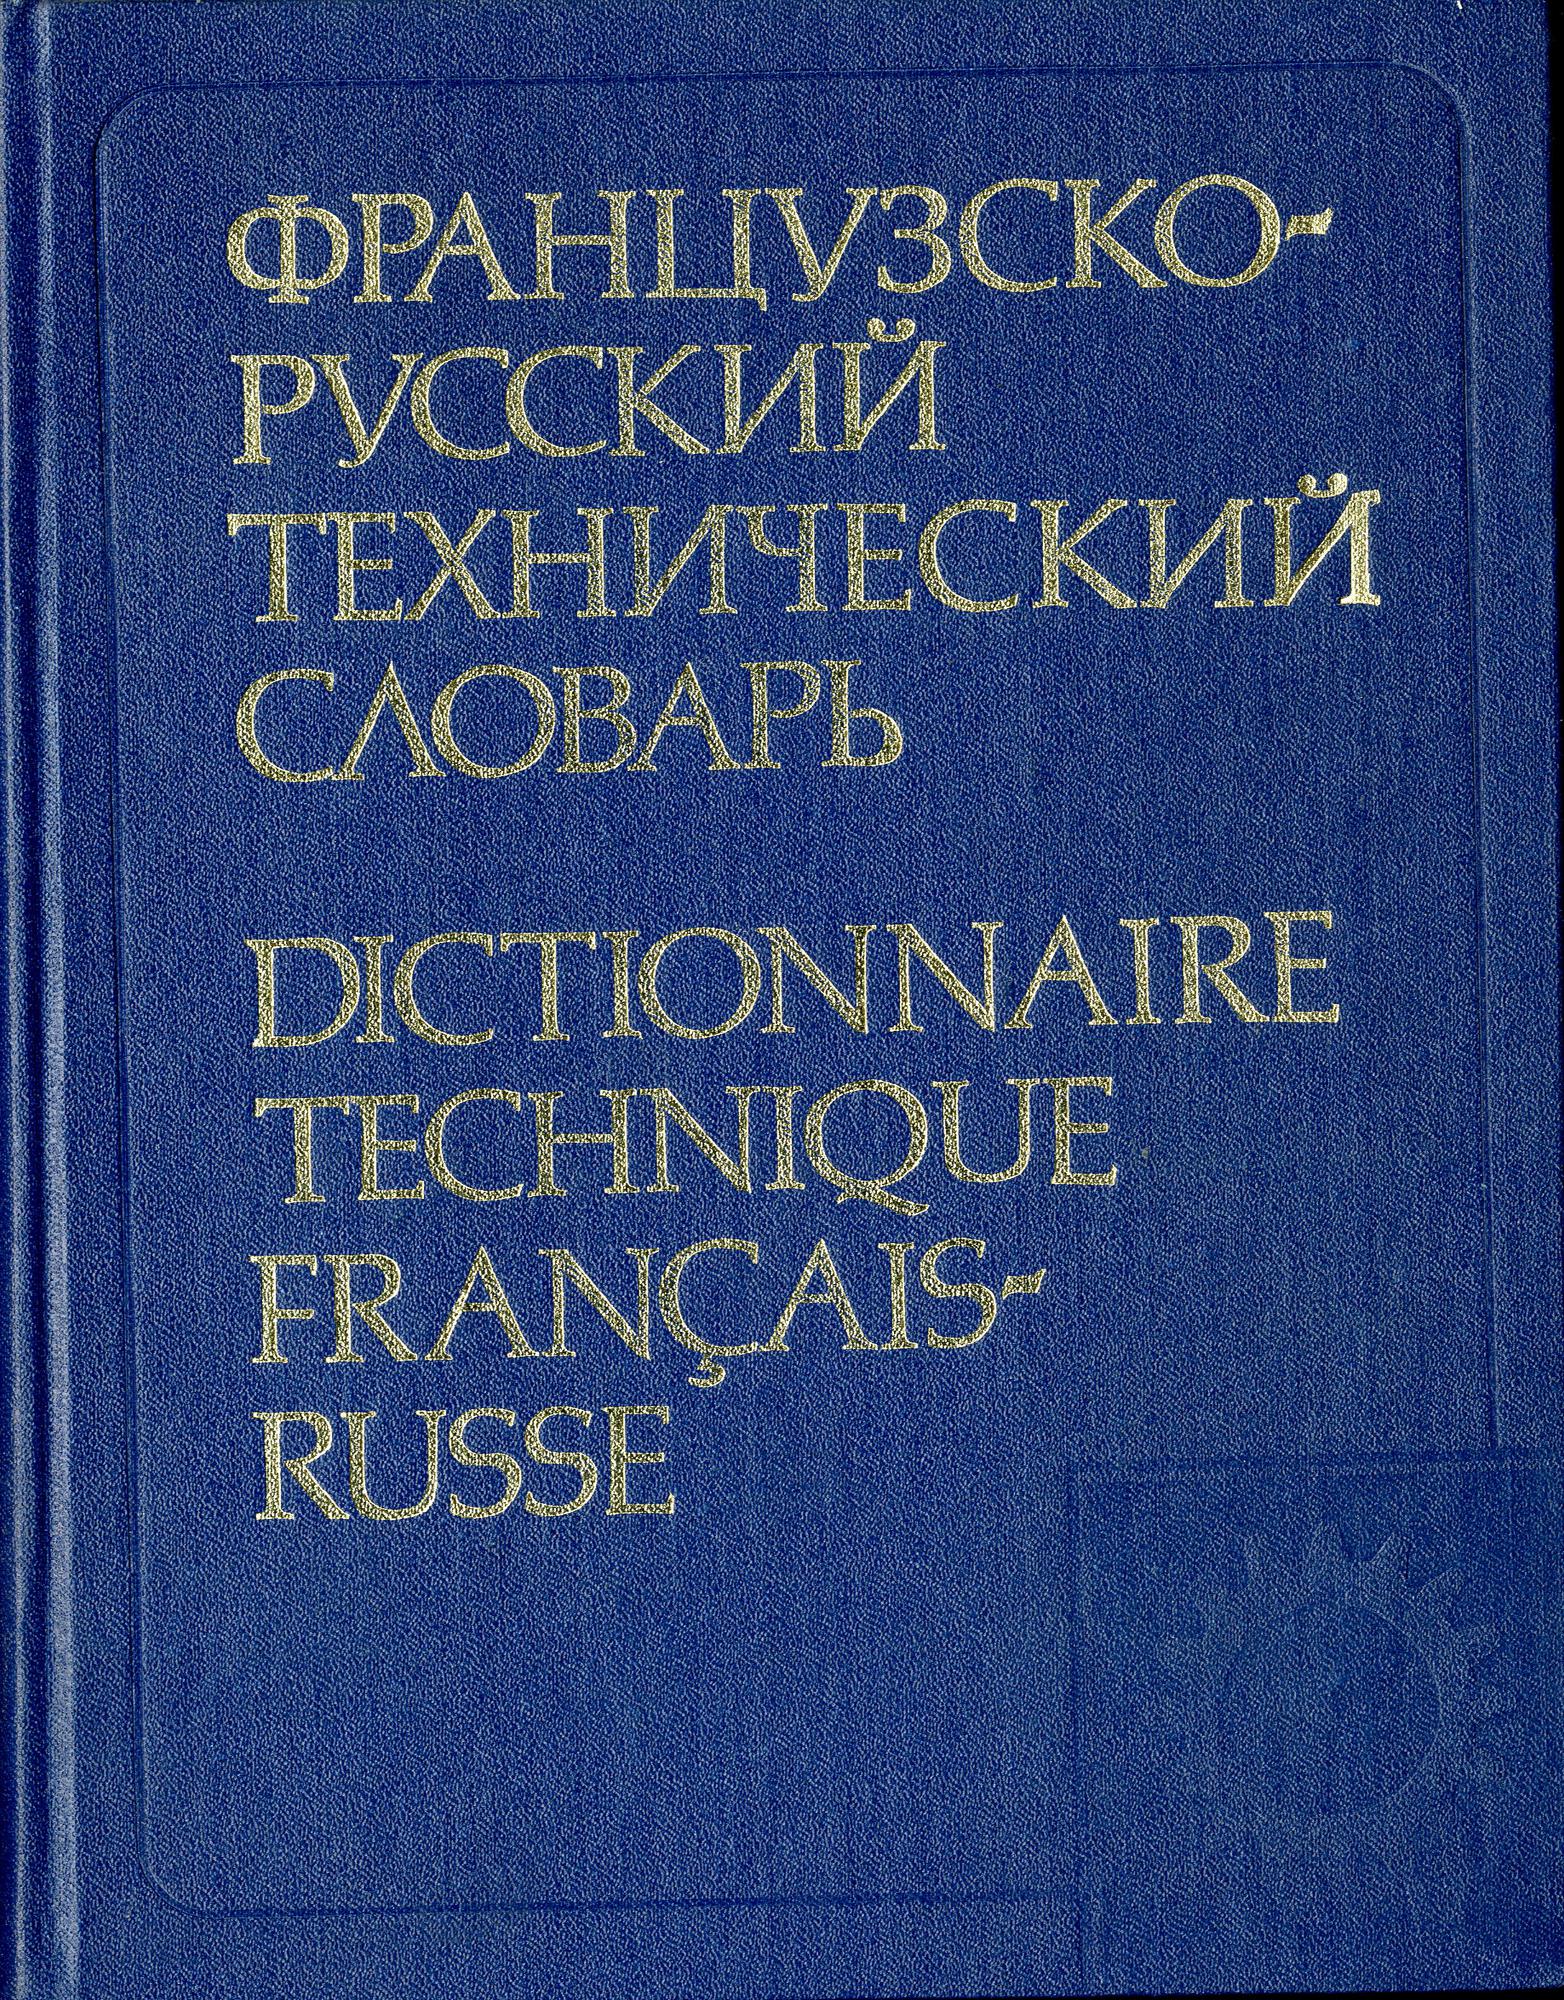 ФРАНЦУЗСКО-
РУССКИЙ
ТЕХНИЧЕСКИЙ
СЛОВАРЬ
DICTIONNAIRE
TECHNIQUE
FRANÇAIS-
RUSSE